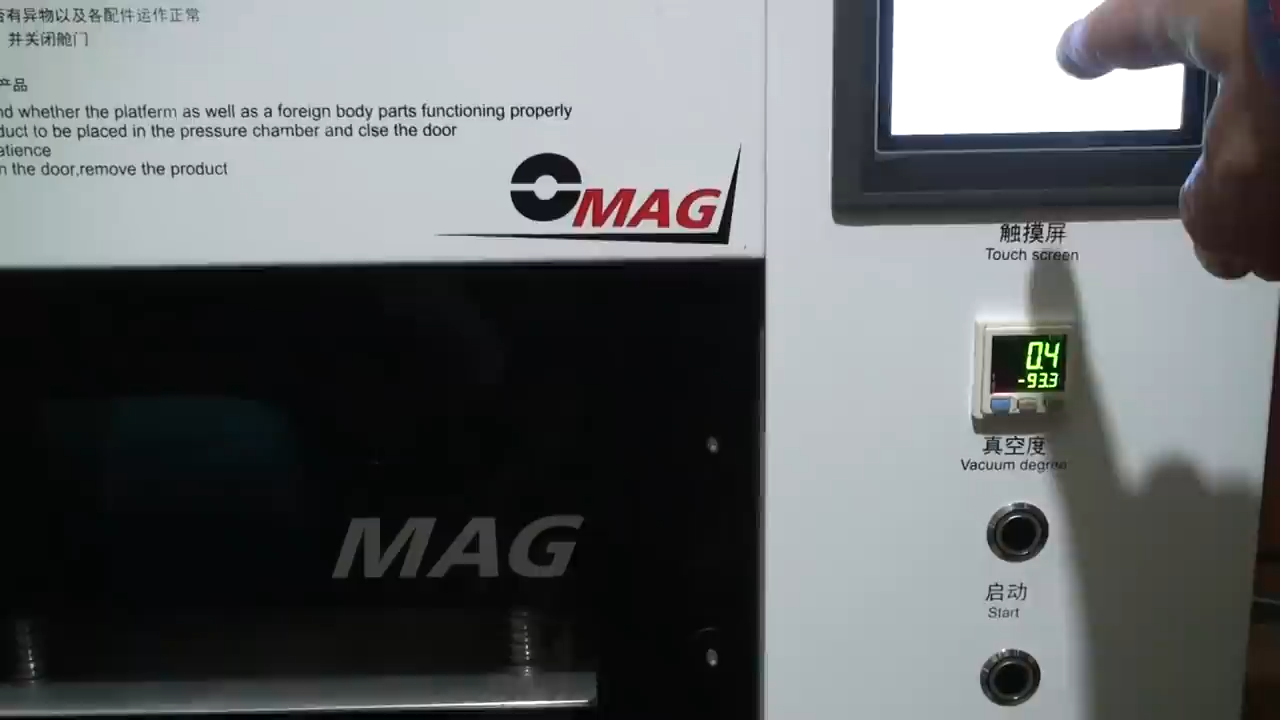 有异物以及各配件运作正常
并关闭舱门
产品
nd whether the platferm as well as a foreign body parts functioning properly
duct to be placed in the pressure chamber and clse the door
atience
n the door,remove the product
MAG
触摸屏
Touch screen
0.4
-93.3
真空度
Vacuum degree
MAG
启动
Start